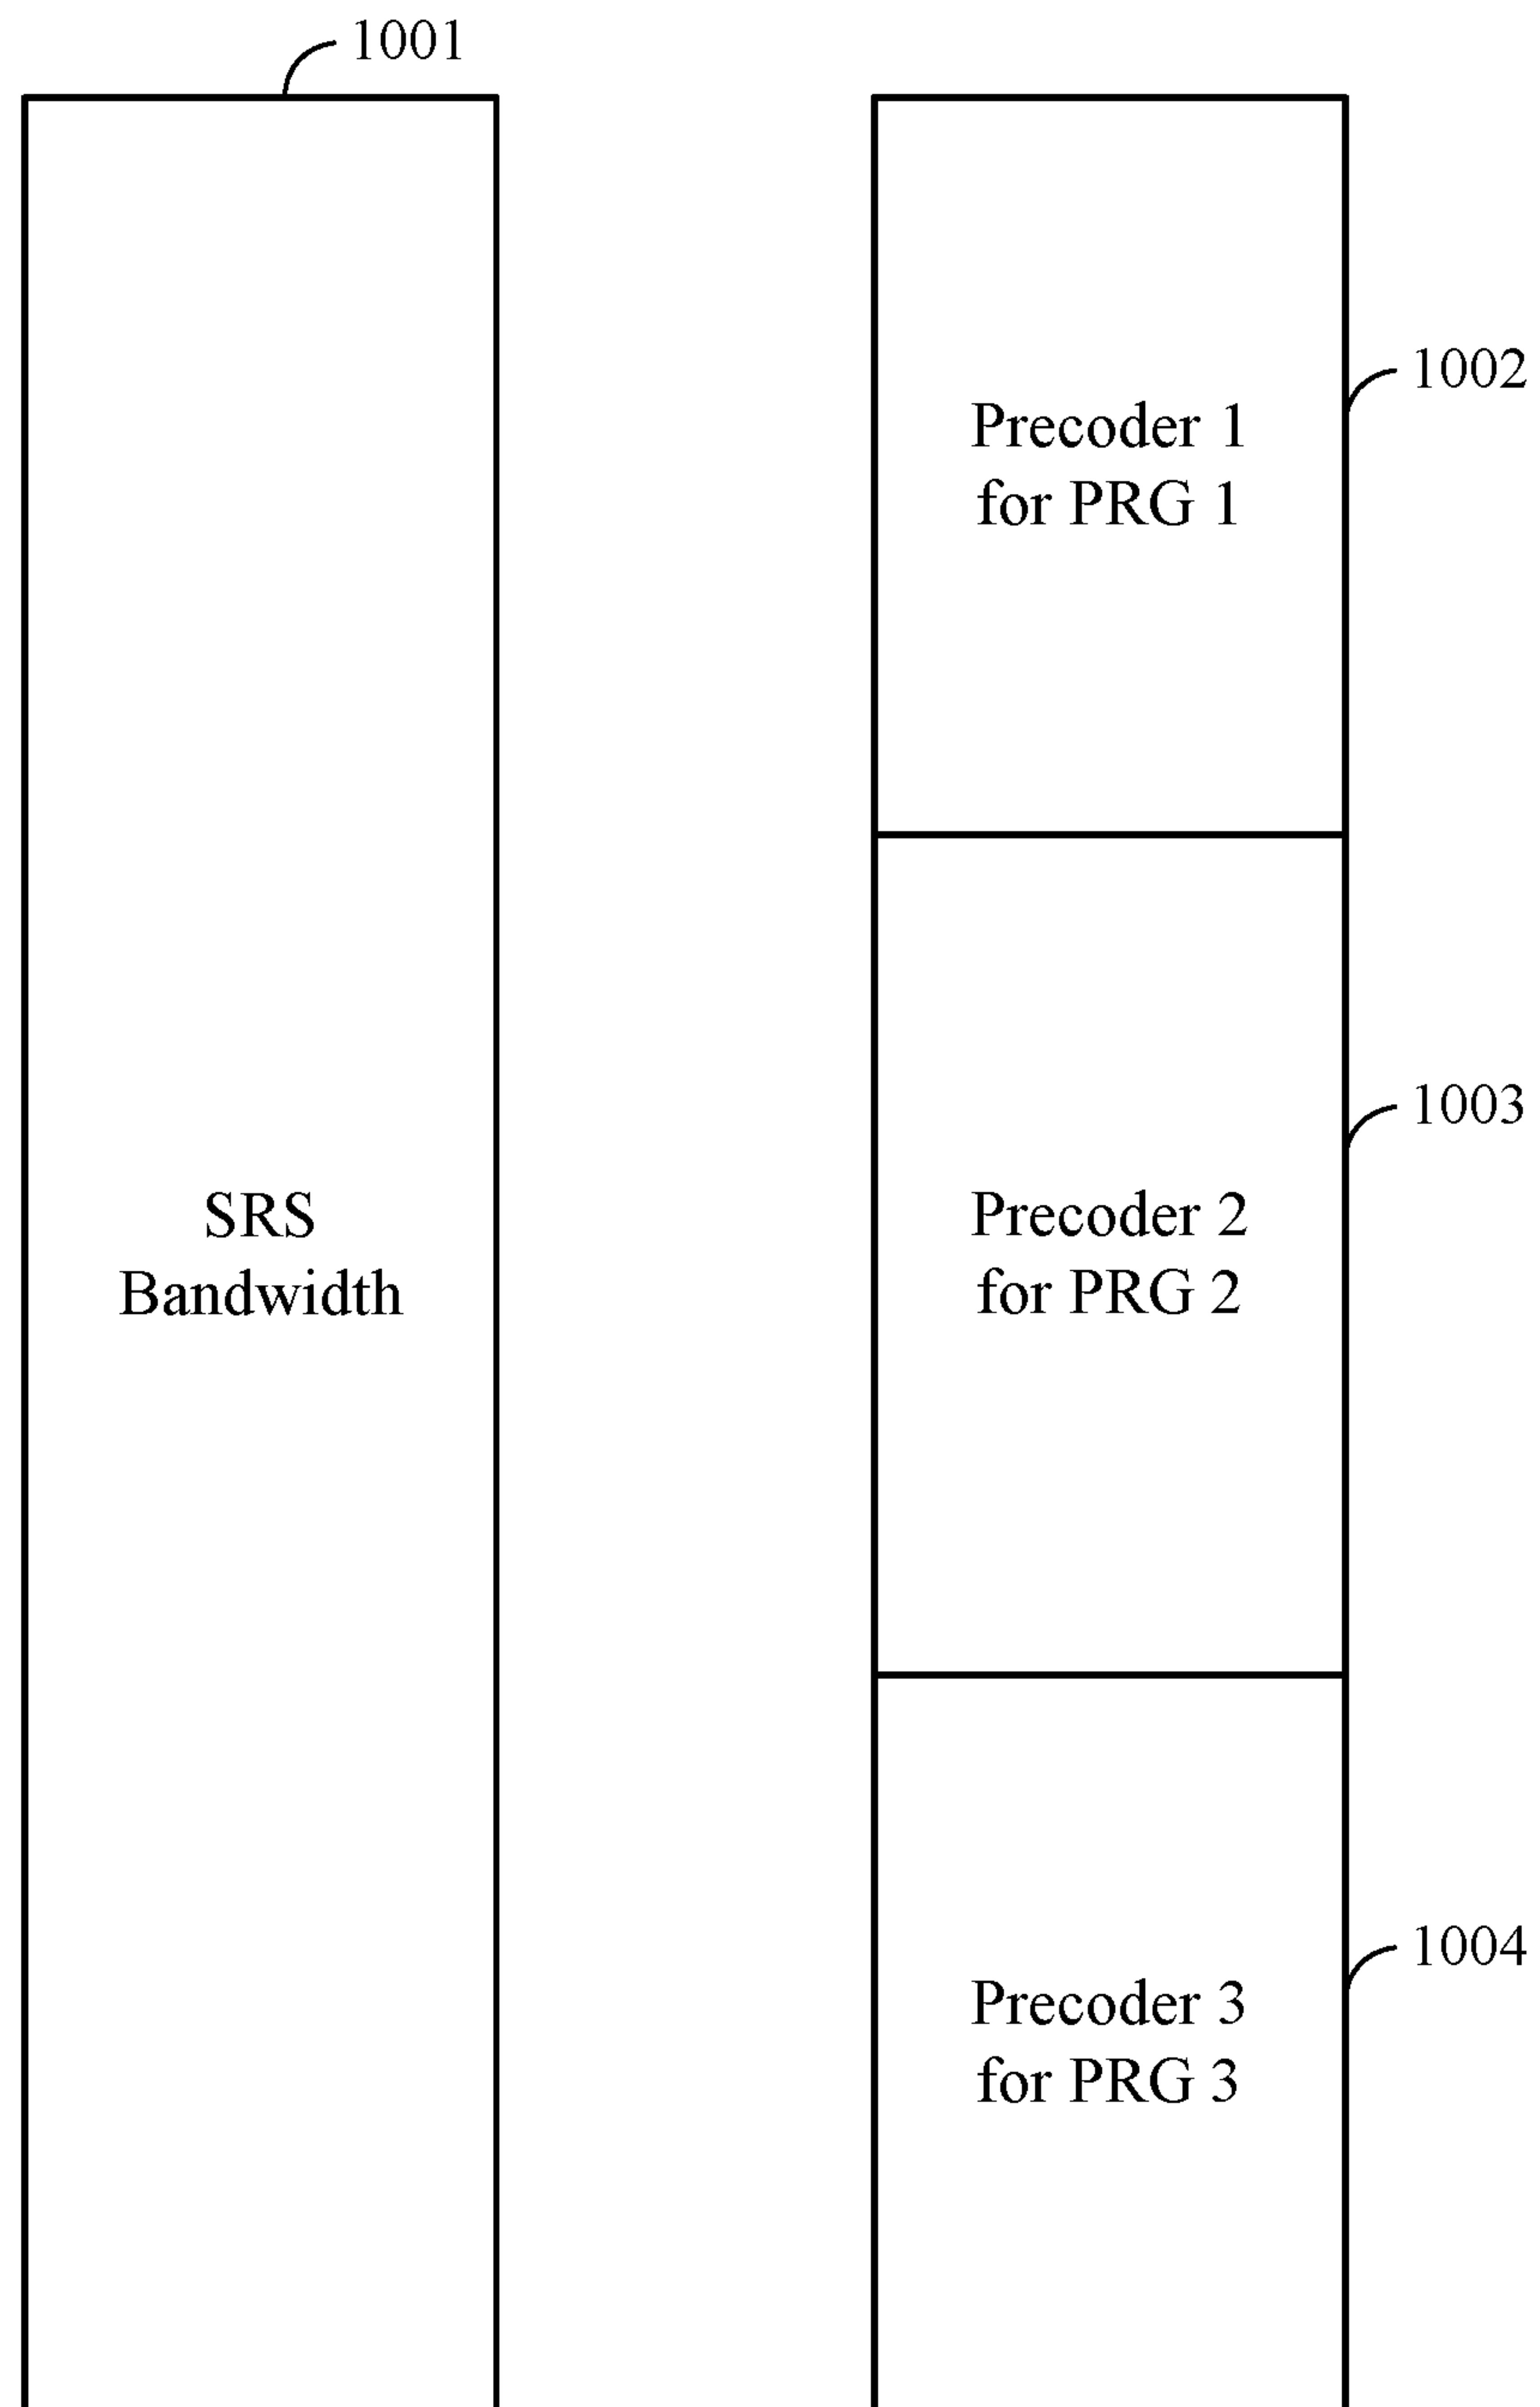 1001
SRS
Bandwidth
Precoder 1
for PRG 1
1002
Precoder 2
for PRG 2
1003
Precoder 3
for PRG 3
1004